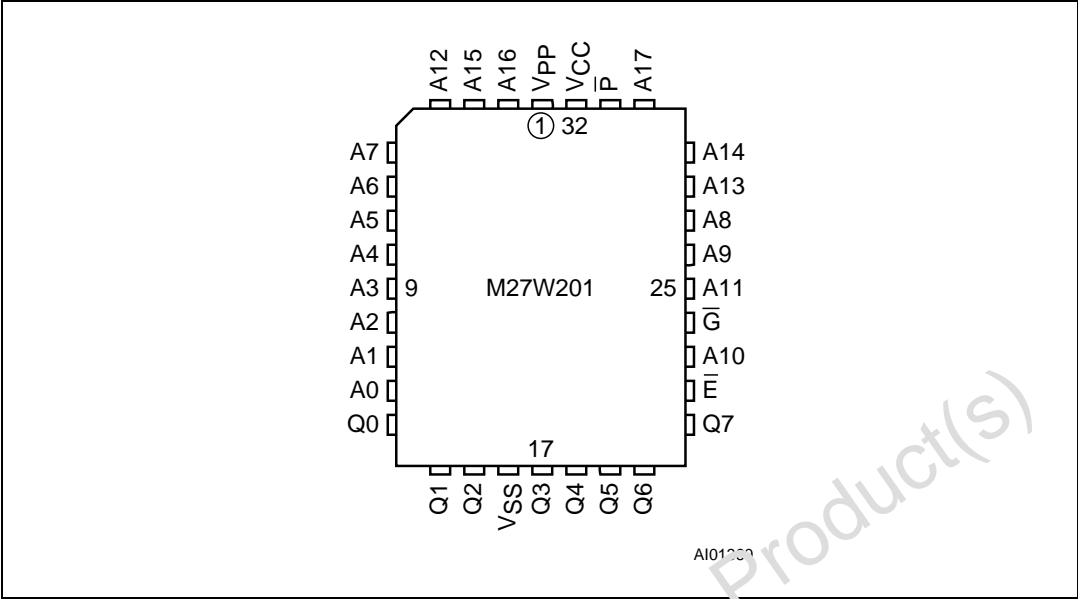 A12 A15 A16 VPP VCC P̅ A17
1 32
A7 A14
A6 A13
A5 A8
A4 A9
A3 9 M27W201 25 A11
A2 G̅
A1 A10
A0 E̅
Q0 Q7
17
Q1 Q2 VSS Q3 Q4 Q5 Q6
Product(s)